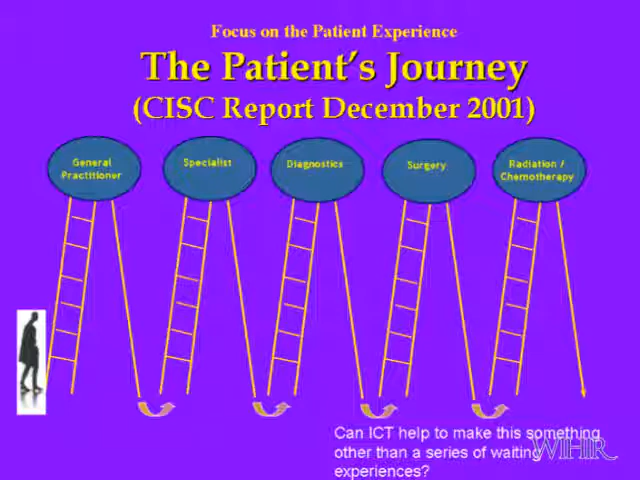 Focus on the Patient Experience
The Patient's Journey
(CISC Report December 2001)
General
Practitioner
Specialist
Diagnostics
Surgery
Radiation /
Chemotherapy
Can ICT help to make this something
other than a series of waiting
experiences?
WIHIR